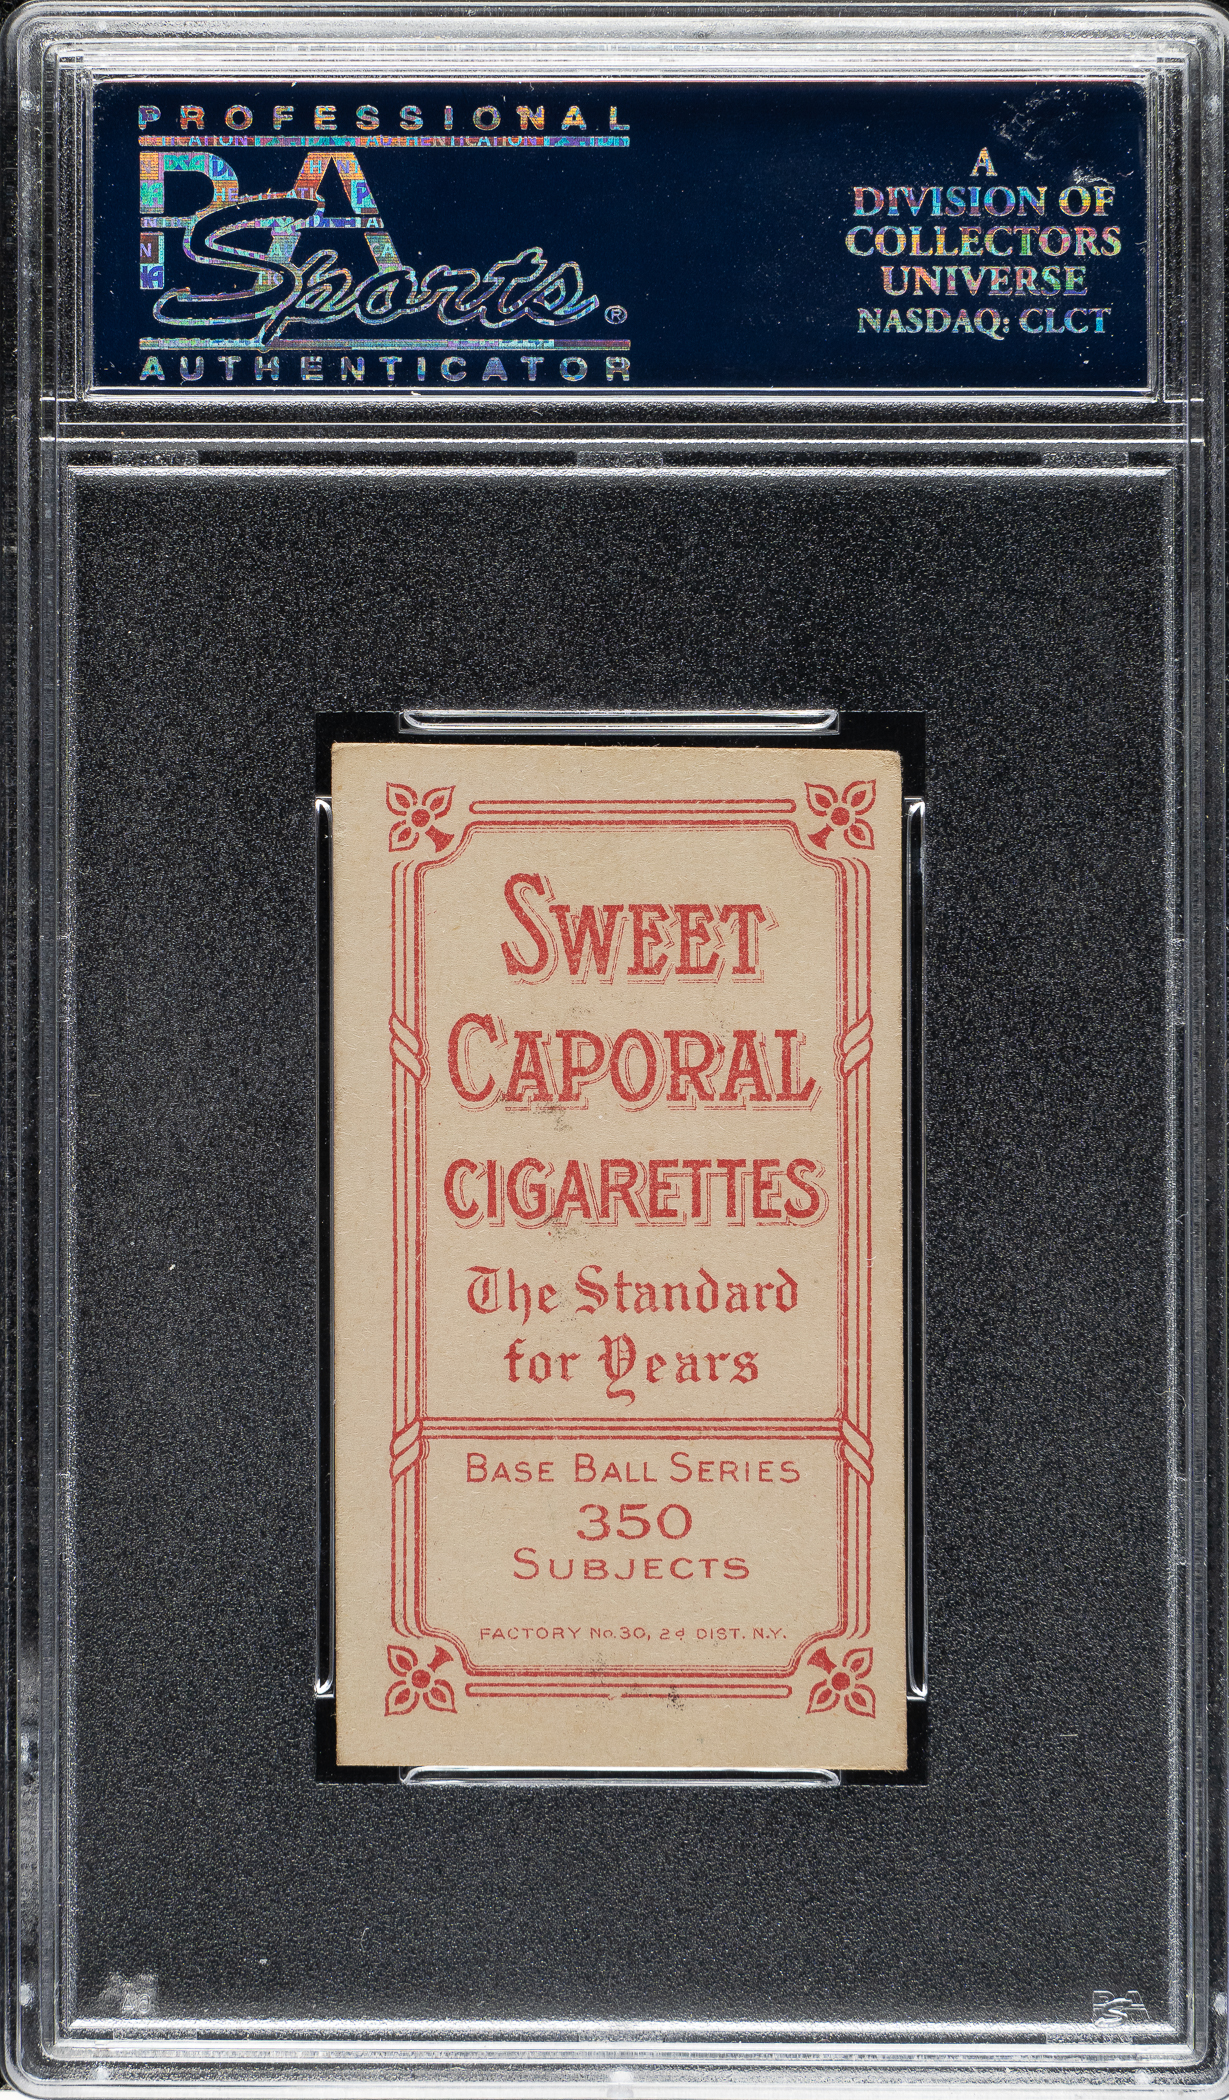 PROFESSIONAL
PSA
Sports®
AUTHENTICATOR
A
DIVISION OF
COLLECTORS
UNIVERSE
NASDAQ: CLCT
SWEET
CAPORAL
CIGARETTES
The Standard
for Years
BASE BALL SERIES
350
SUBJECTS
FACTORY No. 30, 2d DIST. N.Y.
PSA